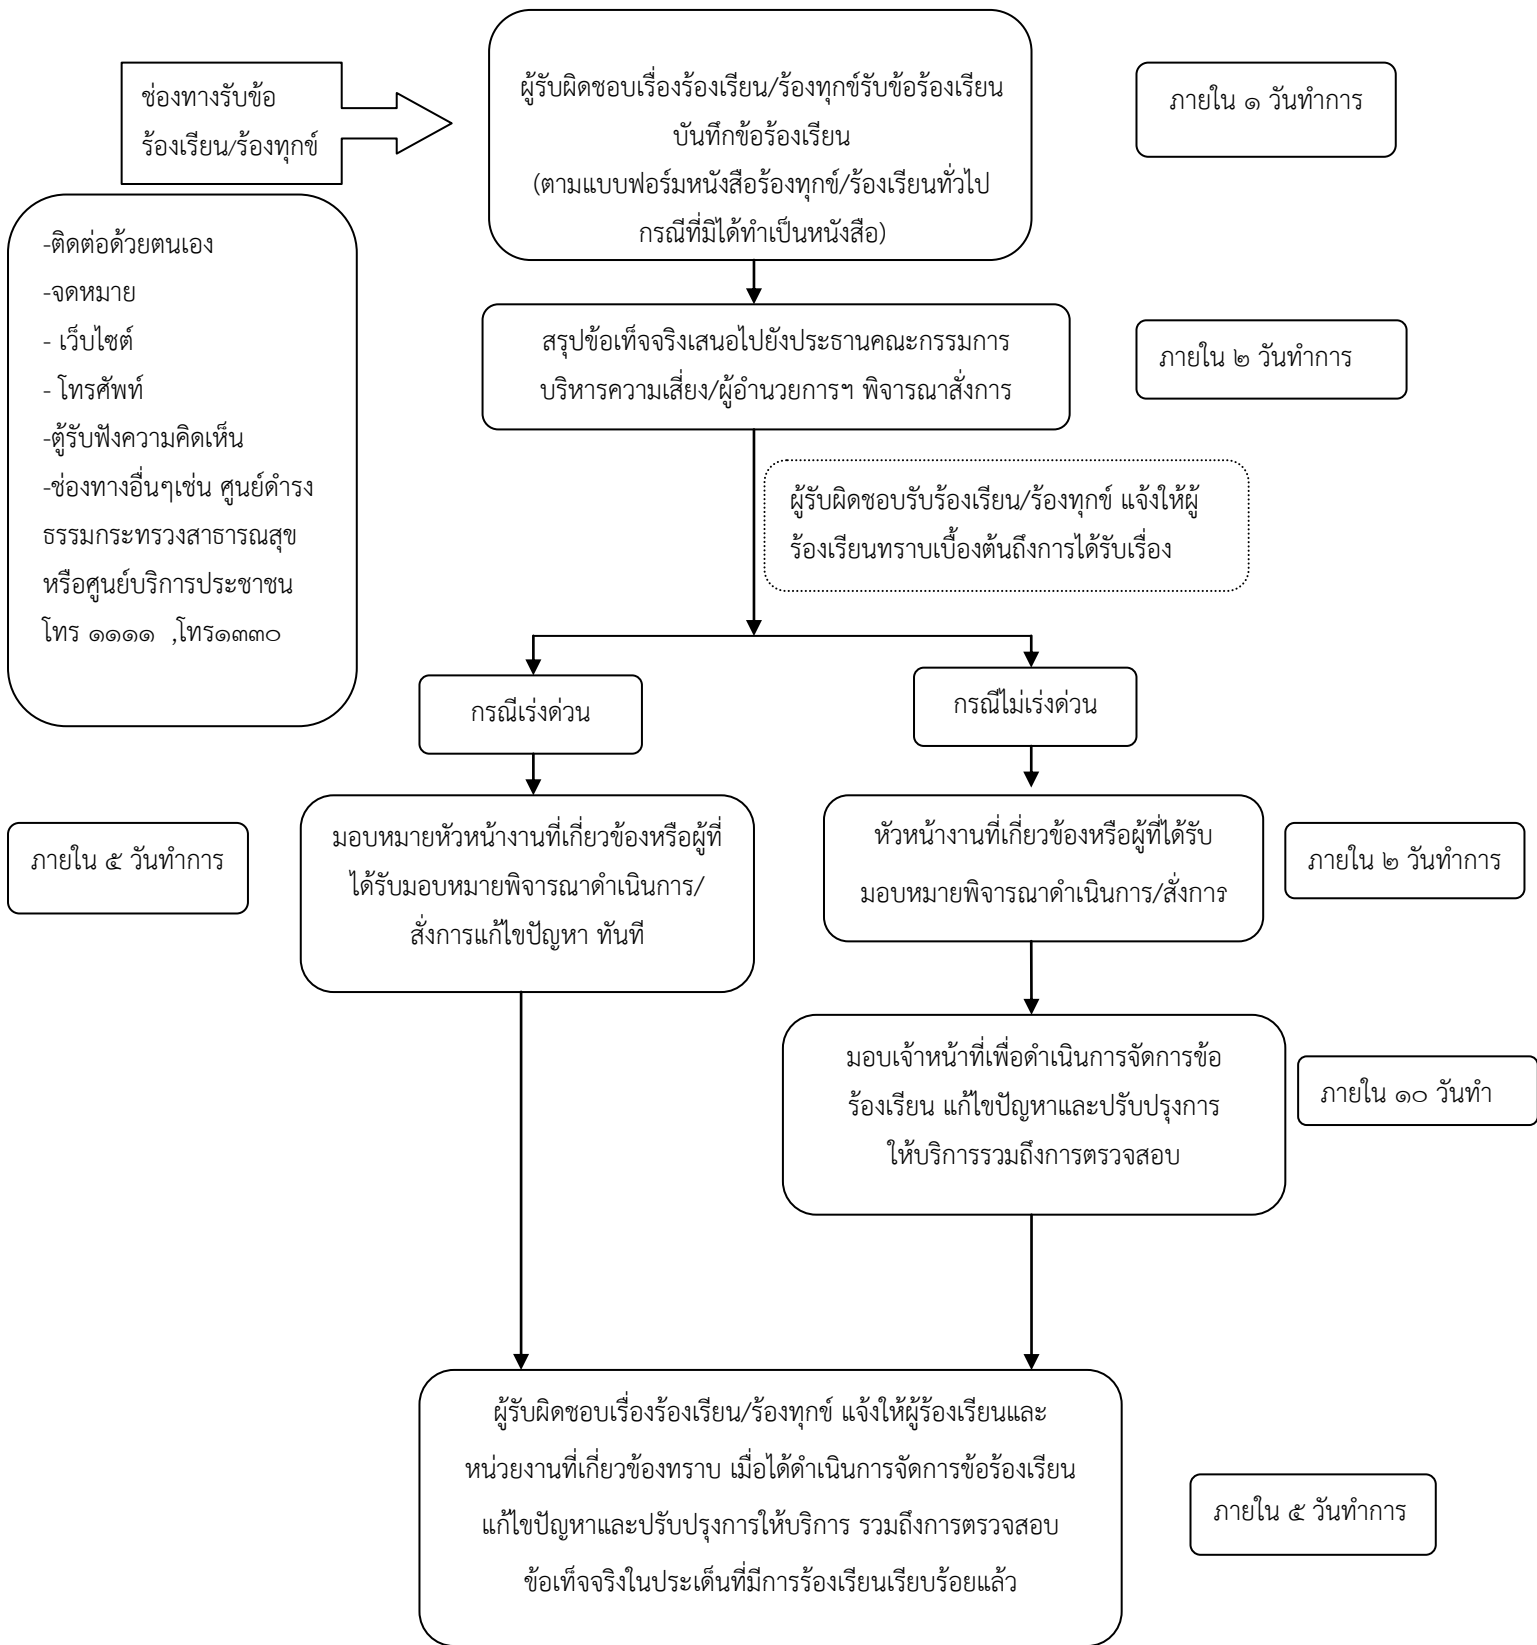 ช่องทางรับข้อ
ร้องเรียน/ร้องทุกข์
ผู้รับผิดชอบเรื่องร้องเรียน/ร้องทุกข์รับข้อร้องเรียน
บันทึกข้อร้องเรียน
(ตามแบบฟอร์มหนังสือร้องทุกข์/ร้องเรียนทั่วไป
กรณีที่มิได้ทำเป็นหนังสือ)
ภายใน ๑ วันทำการ
-ติดต่อด้วยตนเอง
-จดหมาย
- เว็บไซต์
- โทรศัพท์
-ตู้รับฟังความคิดเห็น
-ช่องทางอื่นๆเช่น ศูนย์ดำรง
ธรรมกระทรวงสาธารณสุข
หรือศูนย์บริการประชาชน
โทร ๑๑๑๑ ,โทร๑๓๓๐
สรุปข้อเท็จจริงเสนอไปยังประธานคณะกรรมการ
บริหารความเสี่ยง/ผู้อำนวยการฯ พิจารณาสั่งการ
ภายใน ๒ วันทำการ
ผู้รับผิดชอบรับร้องเรียน/ร้องทุกข์ แจ้งให้ผู้
ร้องเรียนทราบเบื้องต้นถึงการได้รับเรื่อง
กรณีเร่งด่วน
กรณีไม่เร่งด่วน
ภายใน ๕ วันทำการ
มอบหมายหัวหน้างานที่เกี่ยวข้องหรือผู้ที่
ได้รับมอบหมายพิจารณาดำเนินการ/
สั่งการแก้ไขปัญหา ทันที
หัวหน้างานที่เกี่ยวข้องหรือผู้ที่ได้รับ
มอบหมายพิจารณาดำเนินการ/สั่งการ
ภายใน ๒ วันทำการ
มอบเจ้าหน้าที่เพื่อดำเนินการจัดการข้อ
ร้องเรียน แก้ไขปัญหาและปรับปรุงการ
ให้บริการรวมถึงการตรวจสอบ
ภายใน ๑๐ วันทำ
ผู้รับผิดชอบเรื่องร้องเรียน/ร้องทุกข์ แจ้งให้ผู้ร้องเรียนและ
หน่วยงานที่เกี่ยวข้องทราบ เมื่อได้ดำเนินการจัดการข้อร้องเรียน
แก้ไขปัญหาและปรับปรุงการให้บริการ รวมถึงการตรวจสอบ
ข้อเท็จจริงในประเด็นที่มีการร้องเรียนเรียบร้อยแล้ว
ภายใน ๕ วันทำการ